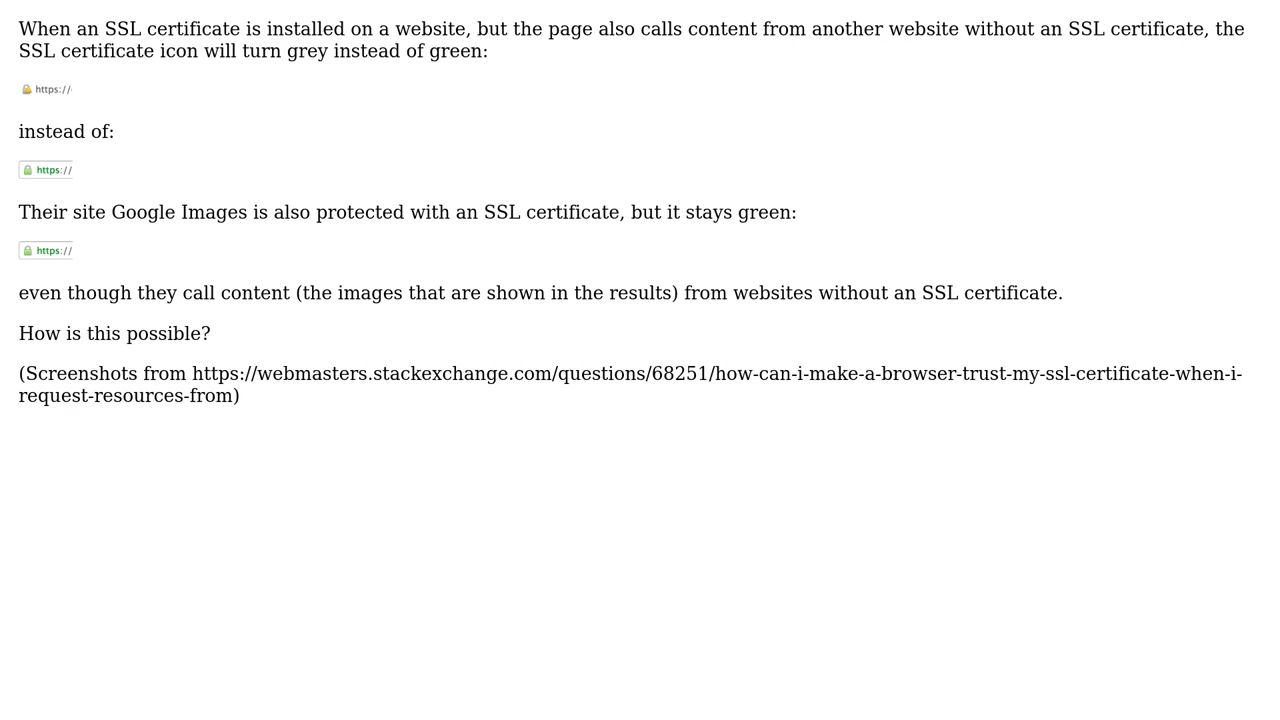 When an SSL certificate is installed on a website, but the page also calls content from another website without an SSL certificate, the
SSL certificate icon will turn grey instead of green:
https://
instead of:
https://
Their site Google Images is also protected with an SSL certificate, but it stays green:
https://
even though they call content (the images that are shown in the results) from websites without an SSL certificate.
How is this possible?
(Screenshots from https://webmasters.stackexchange.com/questions/68251/how-can-i-make-a-browser-trust-my-ssl-certificate-when-i-
request-resources-from)